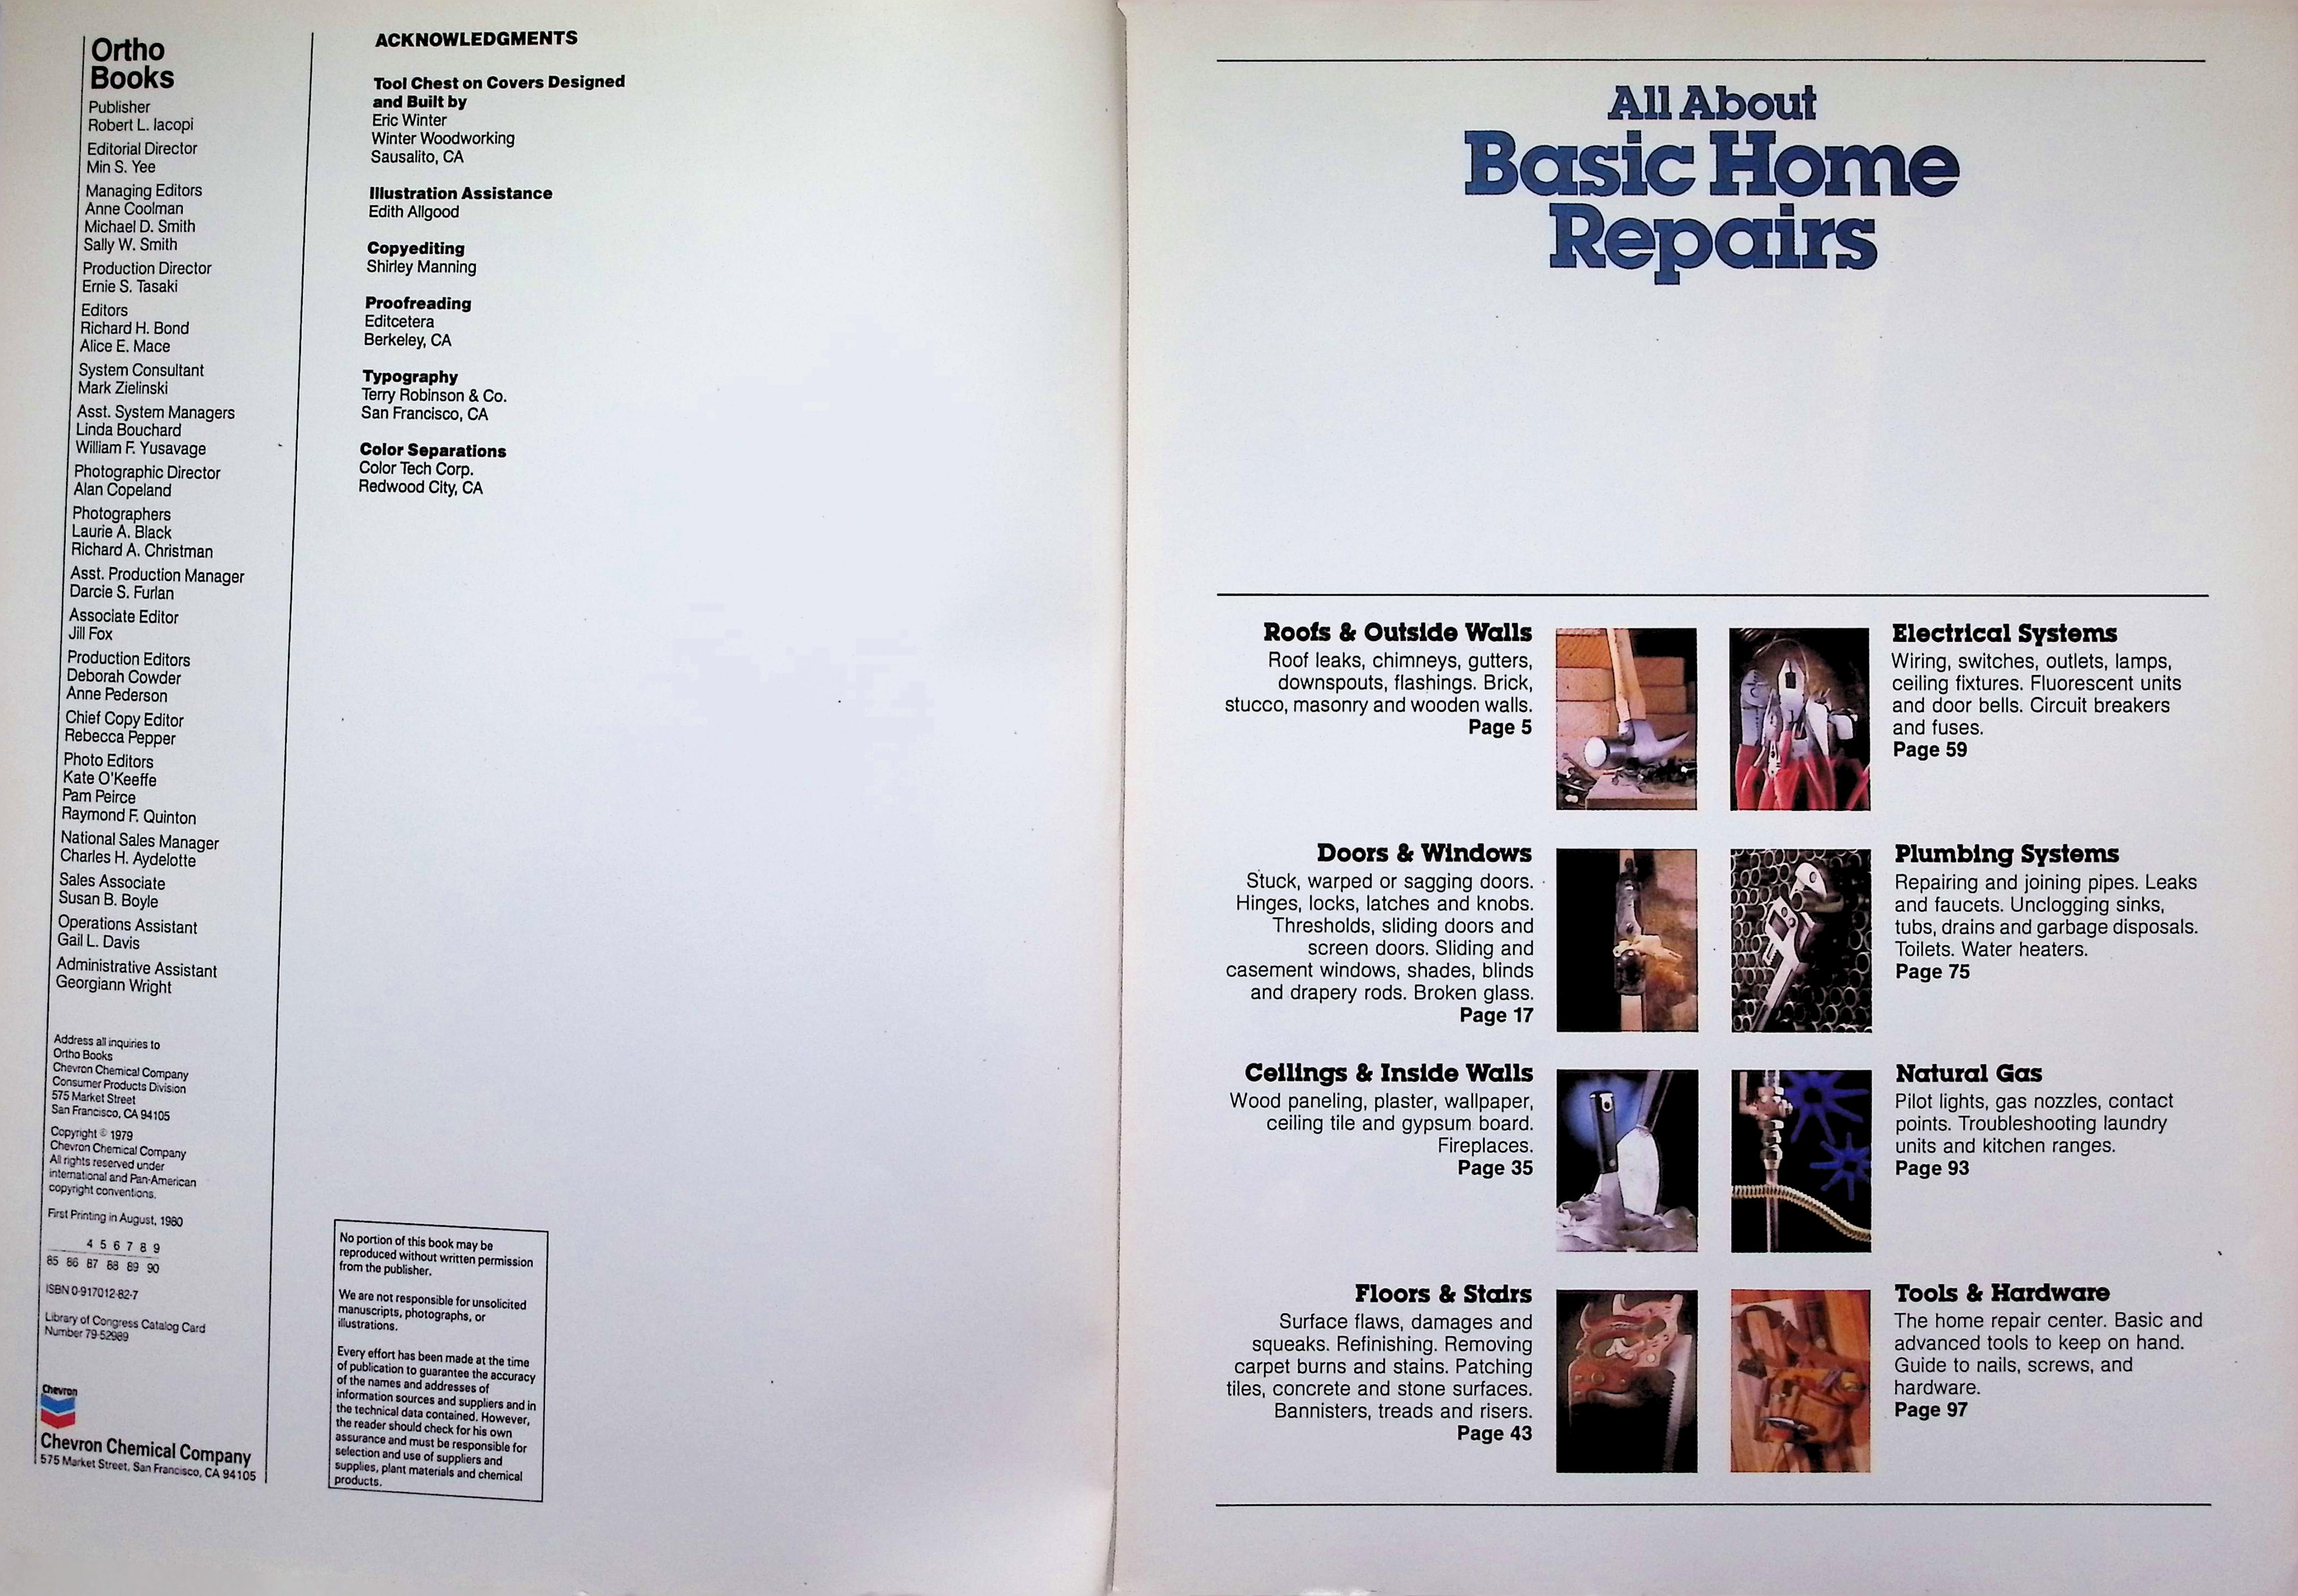 Ortho
Books
Publisher
Robert L. Iacopi
Editorial Director
Min S. Yee
Managing Editors
Anne Coolman
Michael D. Smith
Sally W. Smith
Production Director
Ernie S. Tasaki
Editors
Richard H. Bond
Alice E. Mace
System Consultant
Mark Zielinski
Asst. System Managers
Linda Bouchard
William F. Yusavage
Photographic Director
Alan Copeland
Photographers
Laurie A. Black
Richard A. Christman
Asst. Production Manager
Darcie S. Furlan
Associate Editor
Jill Fox
Production Editors
Deborah Cowder
Anne Pederson
Chief Copy Editor
Rebecca Pepper
Photo Editors
Kate O'Keeffe
Pam Peirce
Raymond F. Quinton
National Sales Manager
Charles H. Aydelotte
Sales Associate
Susan B. Boyle
Operations Assistant
Gail L. Davis
Administrative Assistant
Georgiann Wright
Address all inquiries to
Ortho Books
Chevron Chemical Company
Consumer Products Division
575 Market Street
San Francisco, CA 94105
Copyright © 1979
Chevron Chemical Company
All rights reserved under
international and Pan-American
copyright conventions.
First Printing in August, 1980
4 5 6 7 8 9
85 86 87 88 89 90
ISBN 0-917012-82-7
Library of Congress Catalog Card
Number 79-52989
Chevron
Chevron Chemical Company
575 Market Street, San Francisco, CA 94105
ACKNOWLEDGMENTS
Tool Chest on Covers Designed
and Built by
Eric Winter
Winter Woodworking
Sausalito, CA
Illustration Assistance
Edith Allgood
Copyediting
Shirley Manning
Proofreading
Editcetera
Berkeley, CA
Typography
Terry Robinson & Co.
San Francisco, CA
Color Separations
Color Tech Corp.
Redwood City, CA
No portion of this book may be
reproduced without written permission
from the publisher.
We are not responsible for unsolicited
manuscripts, photographs, or
illustrations.
Every effort has been made at the time
of publication to guarantee the accuracy
of the names and addresses of
information sources and suppliers and in
the technical data contained. However,
the reader should check for his own
assurance and must be responsible for
selection and use of suppliers and
supplies, plant materials and chemical
products.
All About
Basic Home
Repairs
Roofs & Outside Walls
Roof leaks, chimneys, gutters,
downspouts, flashings. Brick,
stucco, masonry and wooden walls.
Page 5
Doors & Windows
Stuck, warped or sagging doors.
Hinges, locks, latches and knobs.
Thresholds, sliding doors and
screen doors. Sliding and
casement windows, shades, blinds
and drapery rods. Broken glass.
Page 17
Ceilings & Inside Walls
Wood paneling, plaster, wallpaper,
ceiling tile and gypsum board.
Fireplaces.
Page 35
Floors & Stairs
Surface flaws, damages and
squeaks. Refinishing. Removing
carpet burns and stains. Patching
tiles, concrete and stone surfaces.
Bannisters, treads and risers.
Page 43
Electrical Systems
Wiring, switches, outlets, lamps,
ceiling fixtures. Fluorescent units
and door bells. Circuit breakers
and fuses.
Page 59
Plumbing Systems
Repairing and joining pipes. Leaks
and faucets. Unclogging sinks,
tubs, drains and garbage disposals.
Toilets. Water heaters.
Page 75
Natural Gas
Pilot lights, gas nozzles, contact
points. Troubleshooting laundry
units and kitchen ranges.
Page 93
Tools & Hardware
The home repair center. Basic and
advanced tools to keep on hand.
Guide to nails, screws, and
hardware.
Page 97